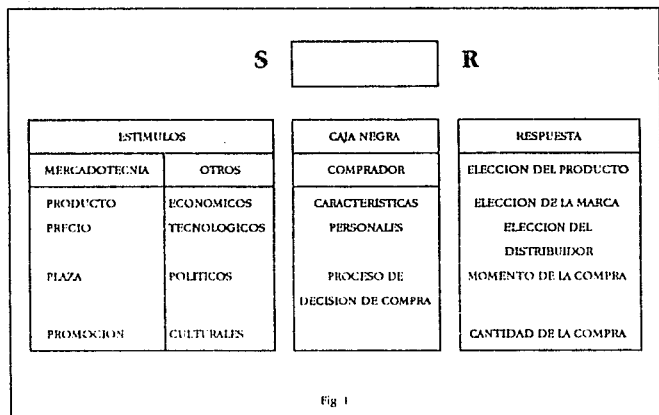 S R
ESTIMULOS CAJA NEGRA RESPUESTA
MERCADOTECNIA OTROS COMPRADOR ELECCION DEL PRODUCTO
PRODUCTO ECONOMICOS CARACTERISTICAS ELECCION DE LA MARCA
PRECIO TECNOLOGICOS PERSONALES ELECCION DEL
DISTRIBUIDOR
PLAZA POLITICOS PROCESO DE MOMENTO DE LA COMPRA
DECISION DE COMPRA
PROMOCION CULTURALES CANTIDAD DE LA COMPRA
Fig 1